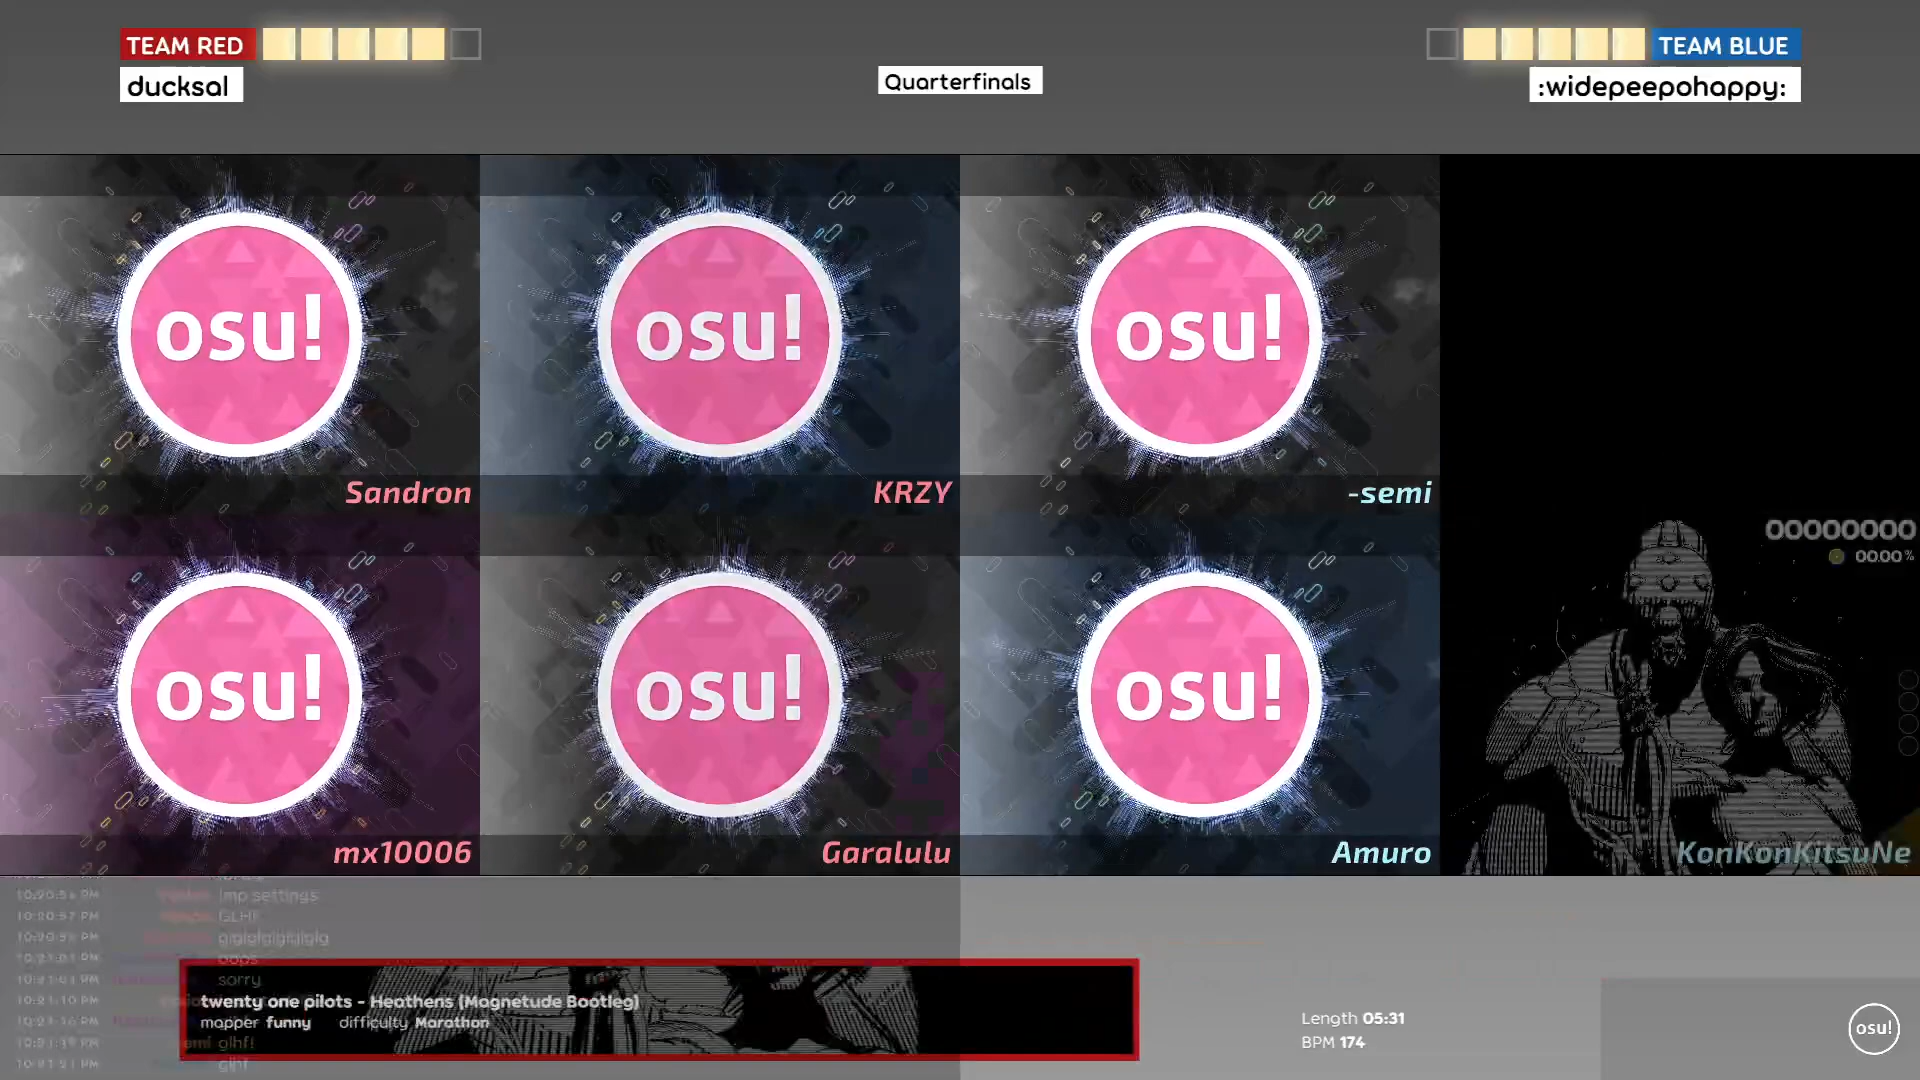 TEAM RED
ducksal
Quarterfinals
TEAM BLUE
:widepeepohappy:
osu!
osu!
osu!
Sandron
KRZY
-semi
00000000
00.00 %
osu!
osu!
osu!
mx10006
Garalulu
Amuro
KonKonKitsuNe
!mp settings
GLHF
oops
sorry
glhf!
glhf
twenty one pilots - Heathens (Magnetude Bootleg)
mapper funny difficulty Marathon
Length 05:31
BPM 174
osu!